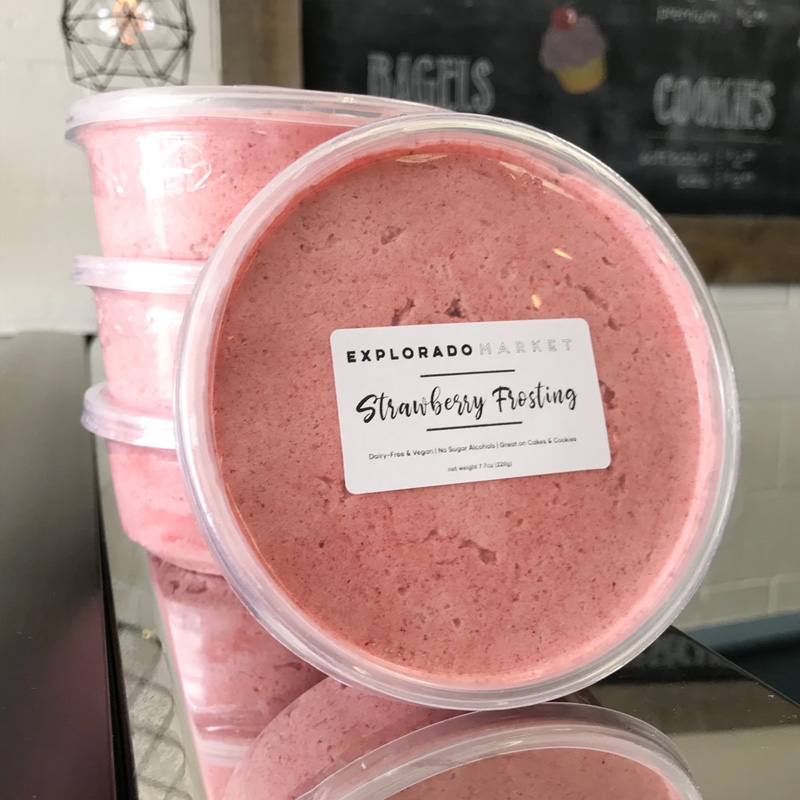 premium
BAGELS
COOKIES
EXPLORADO MARKET
Strawberry Frosting
Dairy-Free & Vegan | No Sugar Alcohols | Great on Cakes & Cookies
net weight 7.7oz (220g)